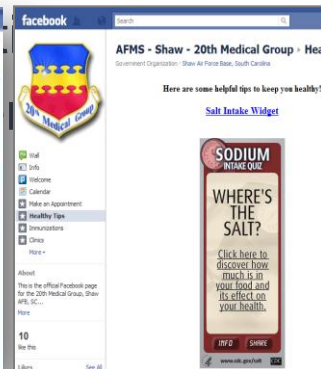 facebook
Search
AFMS - Shaw - 20th Medical Group › Hea
Government Organization · Shaw Air Force Base, South Carolina
Here are some helpful tips to keep you healthy!
Salt Intake Widget
20th Medical Group
Wall
Info
Welcome
Calendar
Make an Appointment
Healthy Tips
Immunizations
Clinics
More
About
This is the official Facebook page
for the 20th Medical Group, Shaw
AFB, SC...
More
10
like this
Likes
See All
SODIUM
INTAKE QUIZ
WHERE'S
THE
SALT?
Click here to
discover how
much is in
your food and
its effect on
your health.
INFO
SHARE
www.cdc.gov/salt
CDC